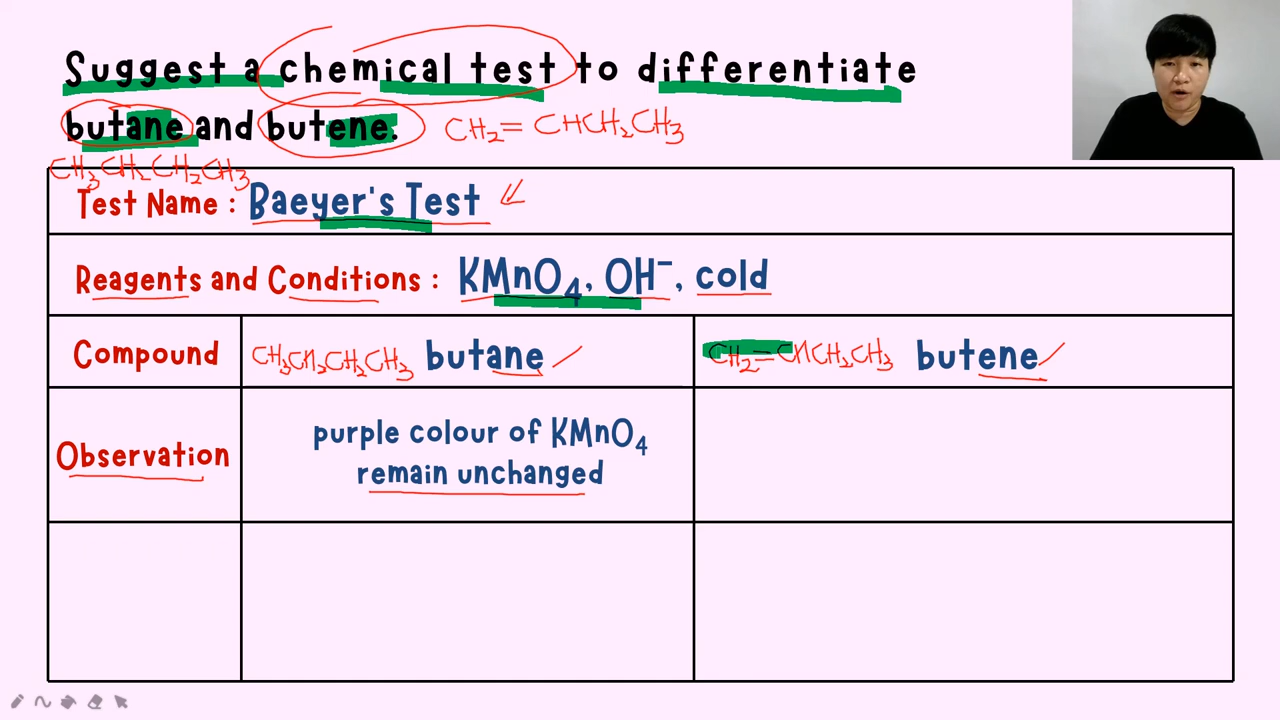 Suggest a chemical test to differentiate
butane and butene. CH₂=CHCH₂CH₃
CH₃CH₂CH₂CH₃
Test Name : Baeyer's Test
Reagents and Conditions : KMnO₄, OH⁻, cold
Compound
CH₃CH₂CH₂CH₃ butane
CH₂=CHCH₂CH₃ butene
Observation
purple colour of KMnO₄
remain unchanged